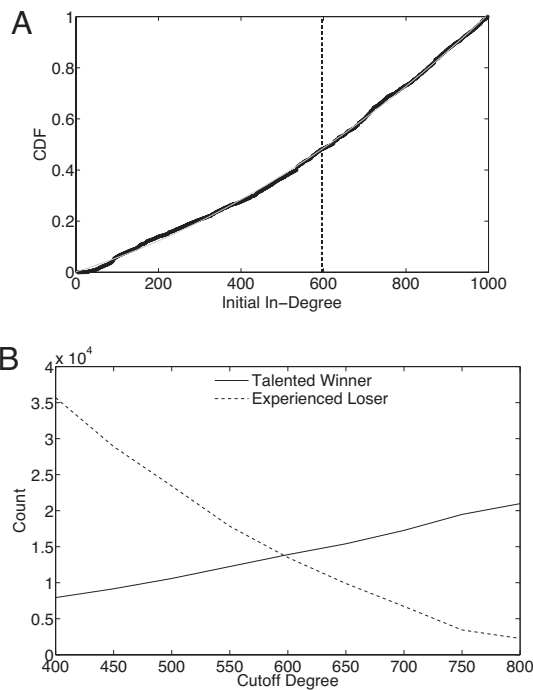 A
1
0.8
0.6
0.4
0.2
0
CDF
0 200 400 600 800 1000
Initial In-Degree
B
x 10^4
4
3.5
3
2.5
2
1.5
1
0.5
0
Count
Talented Winner
Experienced Loser
400 450 500 550 600 650 700 750 800
Cutoff Degree